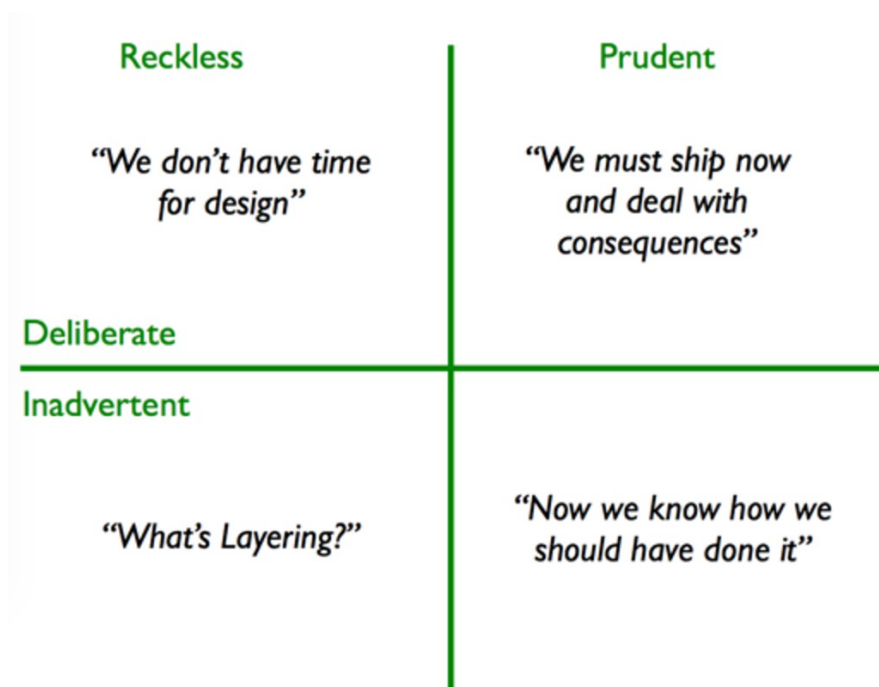 Reckless
Prudent
“We don’t have time
for design”
“We must ship now
and deal with
consequences”
Deliberate
Inadvertent
“What’s Layering?”
“Now we know how we
should have done it”